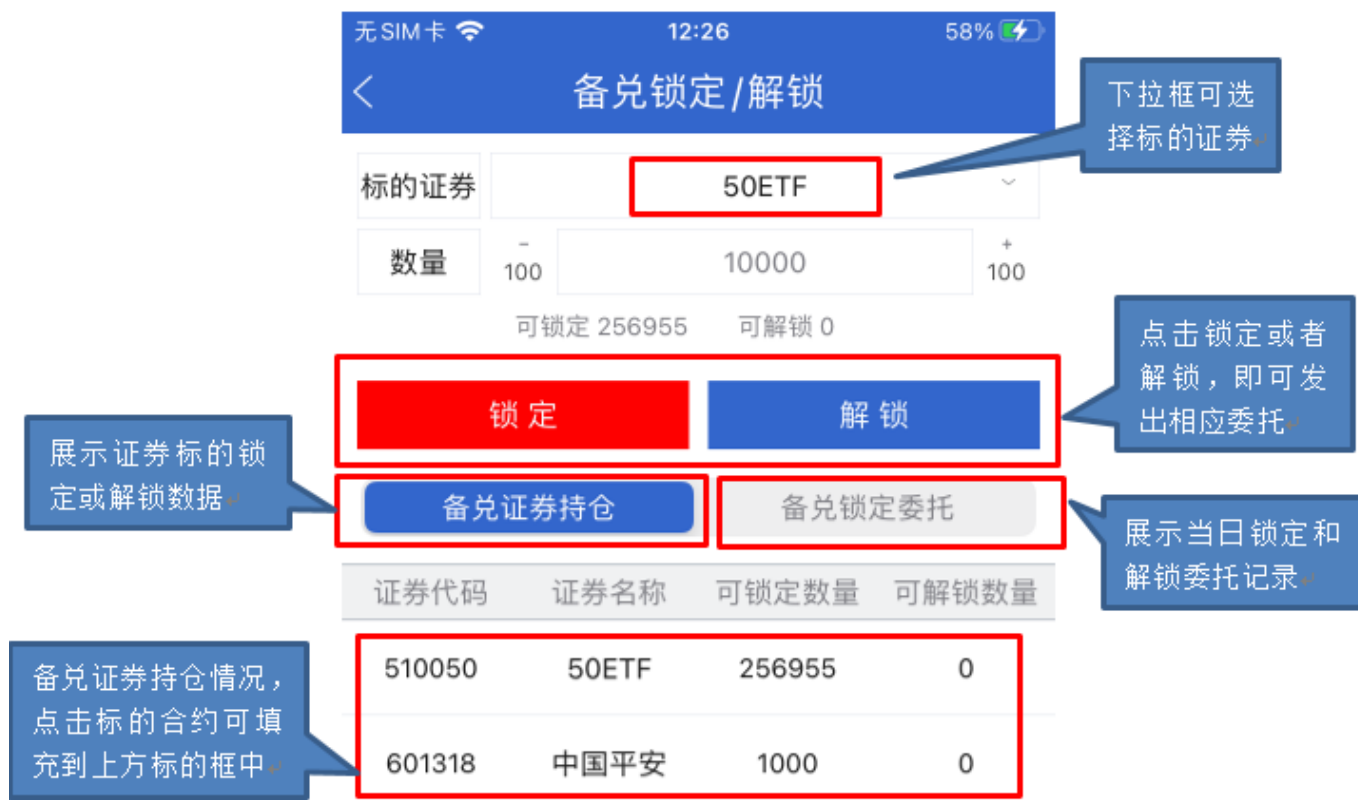 无SIM卡 12:26 58%
备兑锁定/解锁
下拉框可选
择标的证券
标的证券 50ETF
数量 - 100 10000 + 100
可锁定 256955 可解锁 0
点击锁定或者
解锁，即可发
出相应委托
锁 定 解 锁
展示证券标的锁
定或解锁数据
备兑证券持仓 备兑锁定委托
展示当日锁定和
解锁委托记录
证券代码 证券名称 可锁定数量 可解锁数量
510050 50ETF 256955 0
备兑证券持仓情况，
点击标的合约可填
充到上方标的框中
601318 中国平安 1000 0